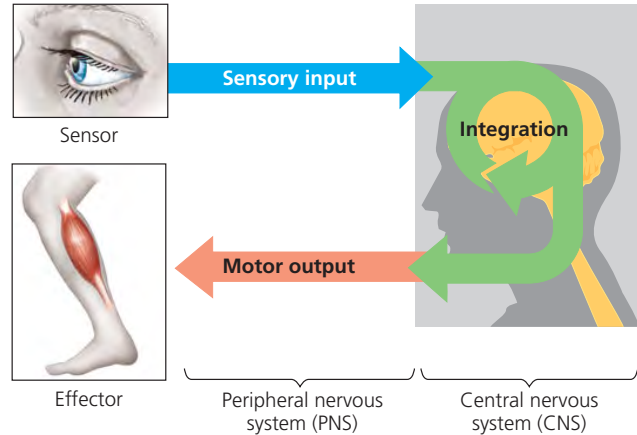 Sensory input
Sensor
Integration
Motor output
Effector
Peripheral nervous
system (PNS)
Central nervous
system (CNS)